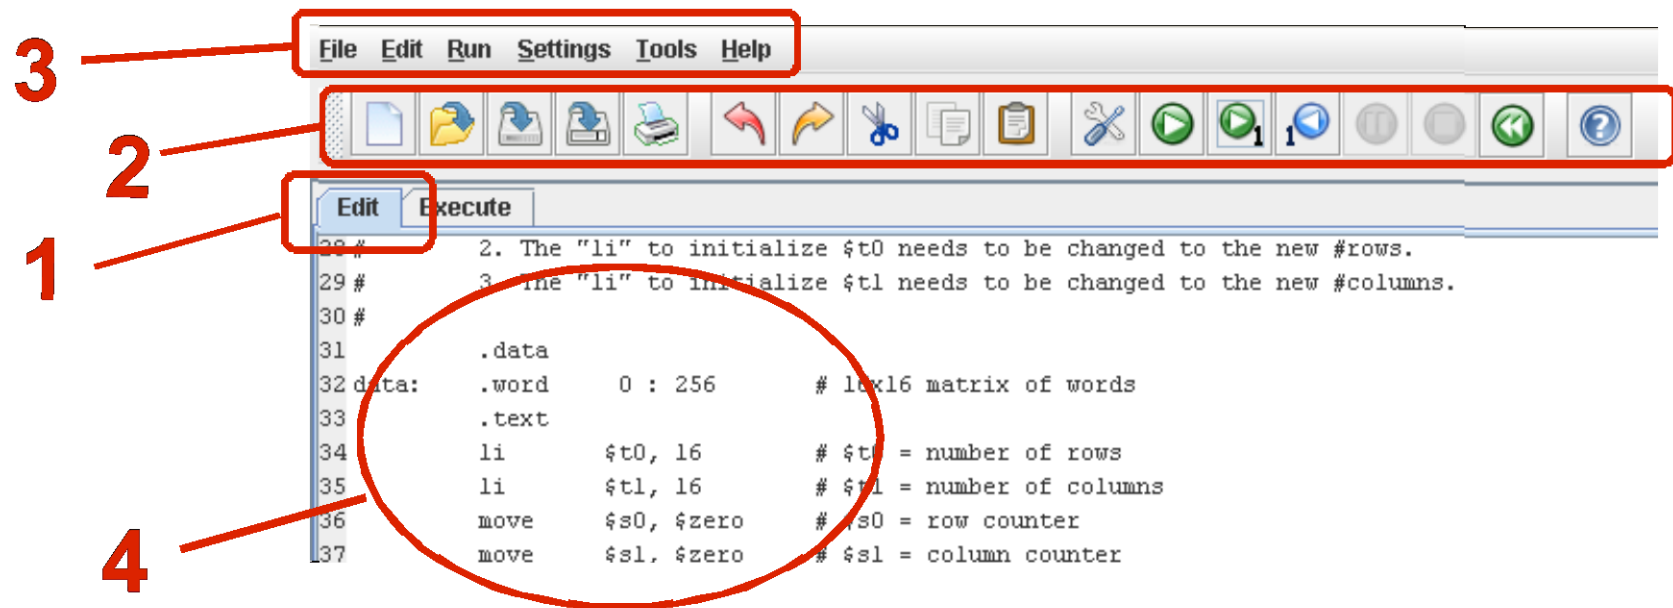 3
File Edit Run Settings Tools Help
2
1 1
1
Edit Execute
28 # 2. The "li" to initialize $t0 needs to be changed to the new #rows.
29 # 3. The "li" to initialize $t1 needs to be changed to the new #columns.
30 #
31 .data
32 data: .word 0 : 256 # 16x16 matrix of words
33 .text
34 li $t0, 16 # $t0 = number of rows
35 li $t1, 16 # $t1 = number of columns
36 move $s0, $zero # $s0 = row counter
37 move $s1, $zero # $s1 = column counter
4